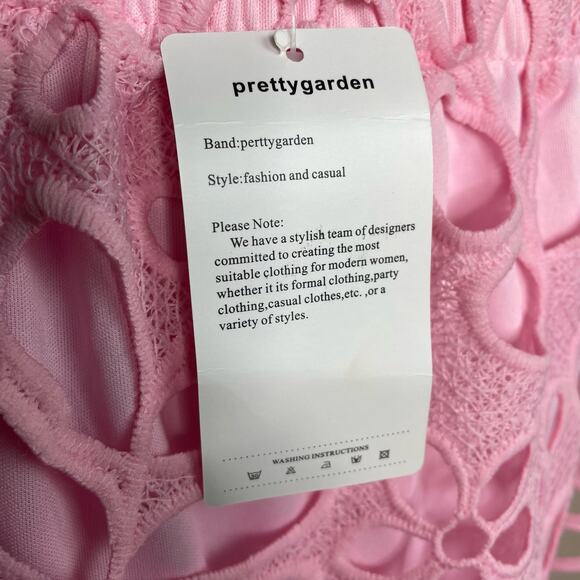 prettygarden
Band:perttygarden
Style:fashion and casual
Please Note:
We have a stylish team of designers
committed to creating the most
suitable clothing for modern women,
whether it its formal clothing,party
clothing,casual clothes,etc. ,or a
variety of styles.
WASHING INSTRUCTIONS